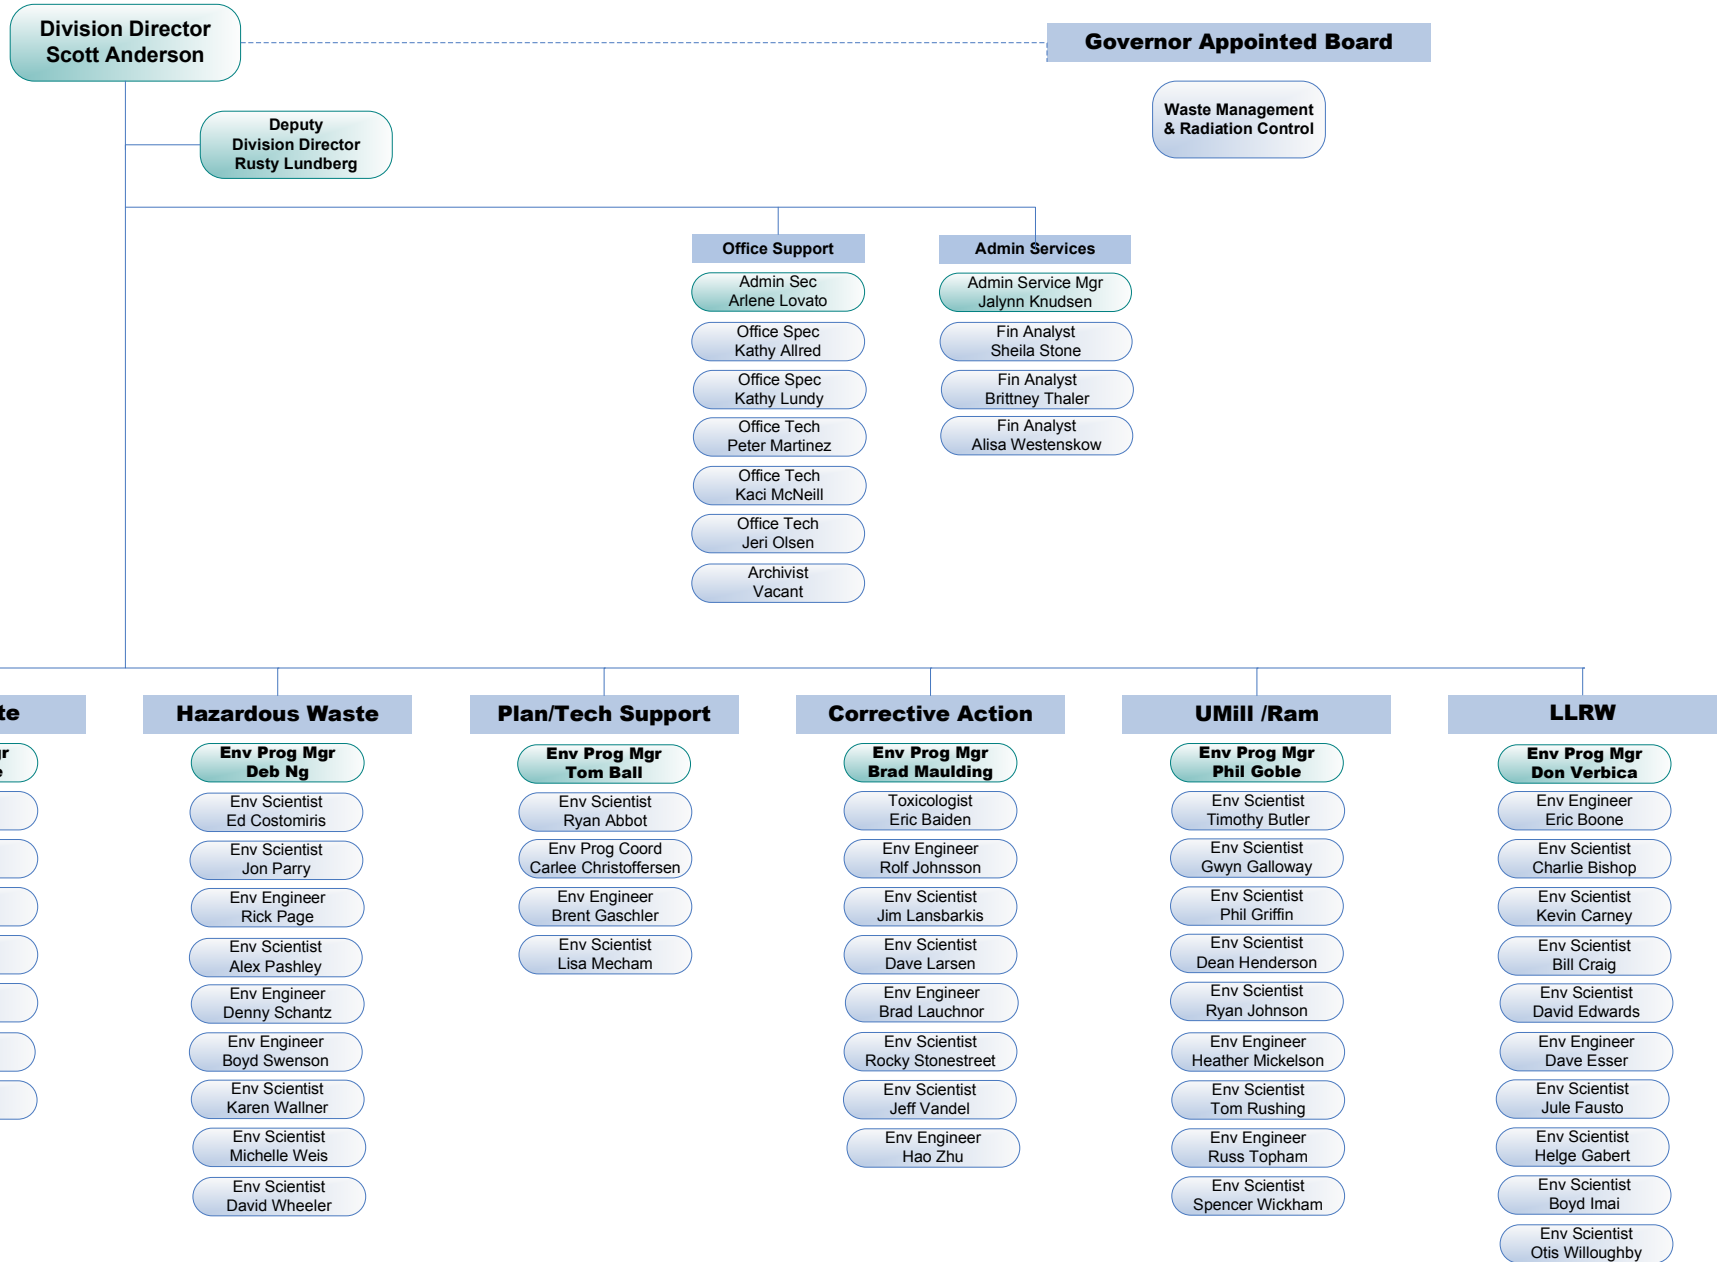 Division Director
Scott Anderson
Governor Appointed Board
Waste Management
& Radiation Control
Deputy
Division Director
Rusty Lundberg
Office Support
Admin Sec
Arlene Lovato
Office Spec
Kathy Allred
Office Spec
Kathy Lundy
Office Tech
Peter Martinez
Office Tech
Kaci McNeill
Office Tech
Jeri Olsen
Archivist
Vacant
Admin Services
Admin Service Mgr
Jalynn Knudsen
Fin Analyst
Sheila Stone
Fin Analyst
Brittney Thaler
Fin Analyst
Alisa Westenskow
Hazardous Waste
Env Prog Mgr
Deb Ng
Env Scientist
Ed Costomiris
Env Scientist
Jon Parry
Env Engineer
Rick Page
Env Scientist
Alex Pashley
Env Engineer
Denny Schantz
Env Engineer
Boyd Swenson
Env Scientist
Karen Wallner
Env Scientist
Michelle Weis
Env Scientist
David Wheeler
Plan/Tech Support
Env Prog Mgr
Tom Ball
Env Scientist
Ryan Abbot
Env Prog Coord
Carlee Christoffersen
Env Engineer
Brent Gaschler
Env Scientist
Lisa Mecham
Corrective Action
Env Prog Mgr
Brad Maulding
Toxicologist
Eric Baiden
Env Engineer
Rolf Johnsson
Env Scientist
Jim Lansbarkis
Env Scientist
Dave Larsen
Env Engineer
Brad Lauchnor
Env Scientist
Rocky Stonestreet
Env Scientist
Jeff Vandel
Env Engineer
Hao Zhu
UMill /Ram
Env Prog Mgr
Phil Goble
Env Scientist
Timothy Butler
Env Scientist
Gwyn Galloway
Env Scientist
Phil Griffin
Env Scientist
Dean Henderson
Env Scientist
Ryan Johnson
Env Engineer
Heather Mickelson
Env Scientist
Tom Rushing
Env Engineer
Russ Topham
Env Scientist
Spencer Wickham
LLRW
Env Prog Mgr
Don Verbica
Env Engineer
Eric Boone
Env Scientist
Charlie Bishop
Env Scientist
Kevin Carney
Env Scientist
Bill Craig
Env Scientist
David Edwards
Env Engineer
Dave Esser
Env Scientist
Jule Fausto
Env Scientist
Helge Gabert
Env Scientist
Boyd Imai
Env Scientist
Otis Willoughby